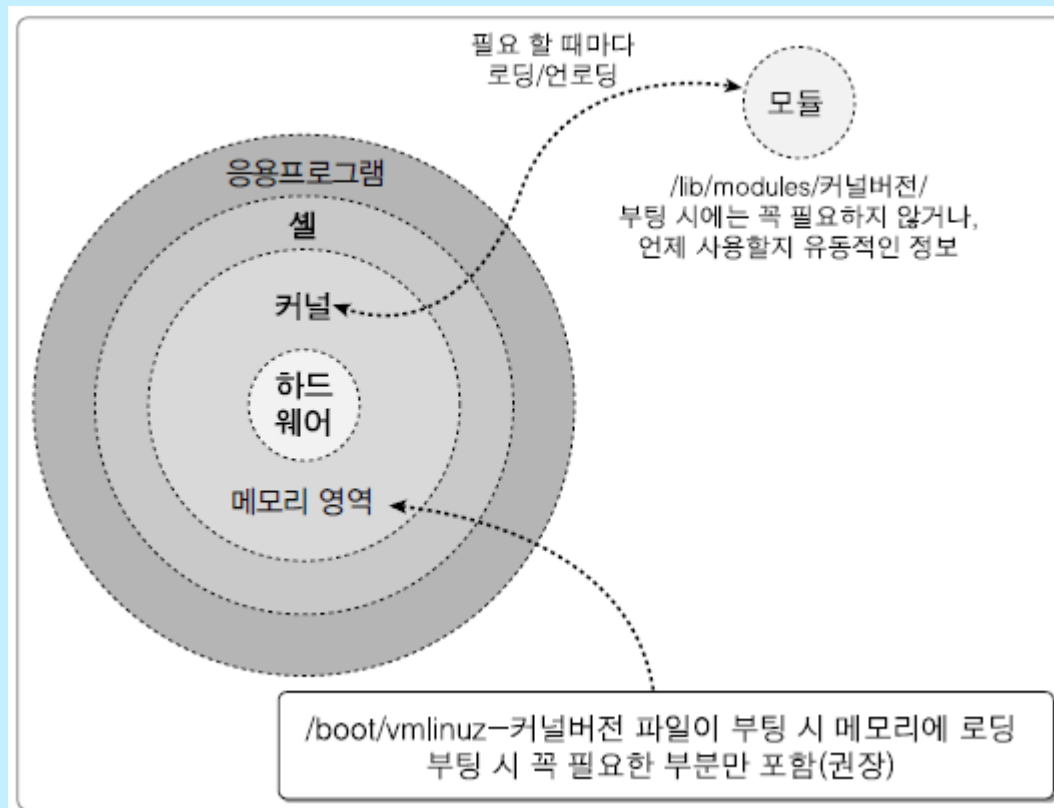 필요 할 때마다
로딩/언로딩
모듈
/lib/modules/커널버전/
부팅 시에는 꼭 필요하지 않거나,
언제 사용할지 유동적인 정보
응용프로그램
셸
커널
하드
웨어
메모리 영역
/boot/vmlinuz–커널버전 파일이 부팅 시 메모리에 로딩
부팅 시 꼭 필요한 부분만 포함(권장)